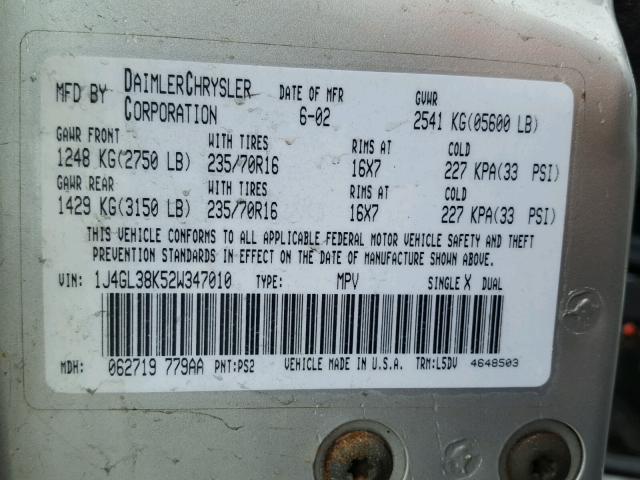 MFD BY DAIMLERCHRYSLER CORPORATION DATE OF MFR 6-02 GVWR 2541 KG(05600 LB)
GAWR FRONT WITH TIRES RIMS AT COLD
1248 KG(2750 LB) 235/70R16 16X7 227 KPA(33 PSI)
GAWR REAR WITH TIRES RIMS AT COLD
1429 KG(3150 LB) 235/70R16 16X7 227 KPA(33 PSI)
THIS VEHICLE CONFORMS TO ALL APPLICABLE FEDERAL MOTOR VEHICLE SAFETY AND THEFT
PREVENTION STANDARDS IN EFFECT ON THE DATE OF MANUFACTURE SHOWN ABOVE.
VIN: 1J4GL38K52W347010 TYPE: MPV SINGLE X DUAL
MDH: 062719 779AA PNT:PS2 VEHICLE MADE IN U.S.A. TRM:L5DV 4648503